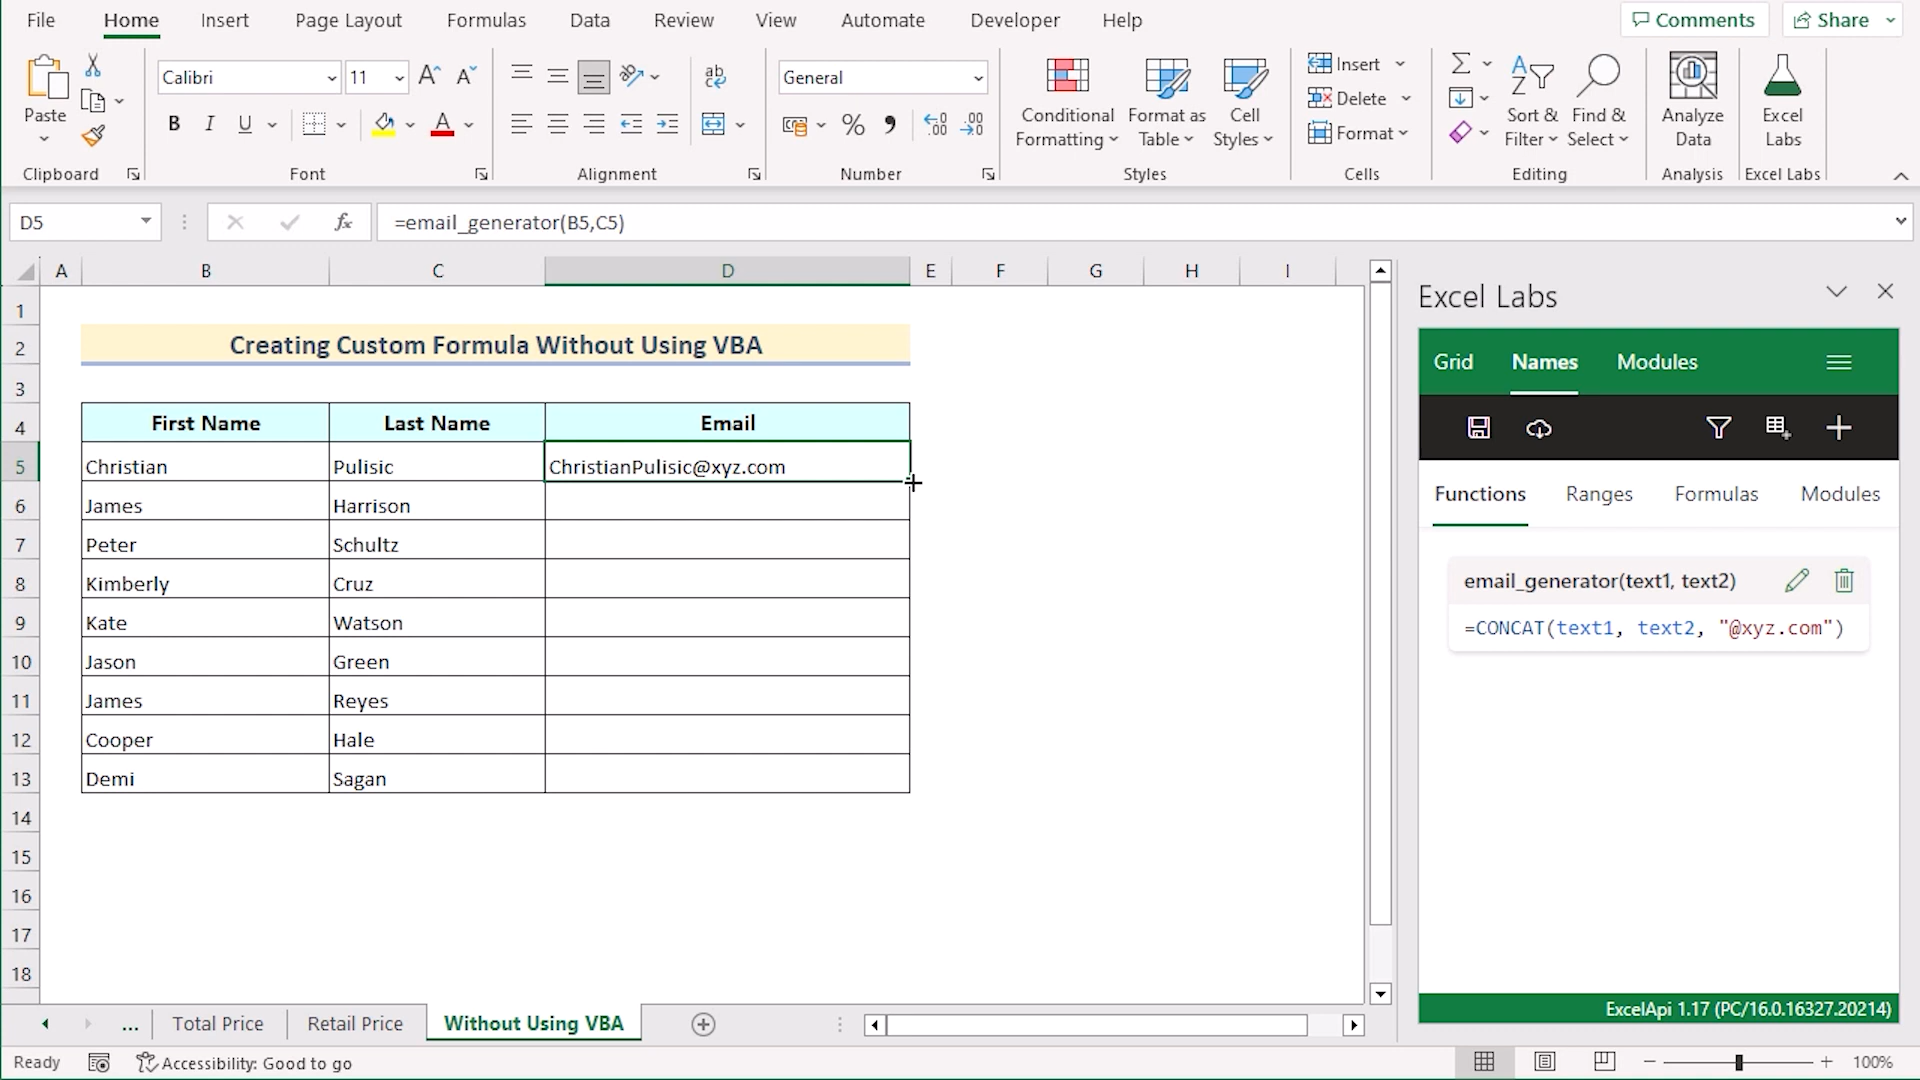 File Home Insert Page Layout Formulas Data Review View Automate Developer Help Comments Share
Paste Calibri 11 A A ab General Insert Σ Sort & Filter Find & Select
B I U A % , .00 .00 Conditional Formatting Format as Table Cell Styles Delete Format Analyze Data Excel Labs
Clipboard Font Alignment Number Styles Cells Editing Analysis Excel Labs
D5 fx =email_generator(B5,C5)
A B C D E F G H I
1
2 Creating Custom Formula Without Using VBA
3
4 First Name Last Name Email
5 Christian Pulisic ChristianPulisic@xyz.com
6 James Harrison
7 Peter Schultz
8 Kimberly Cruz
9 Kate Watson
10 Jason Green
11 James Reyes
12 Cooper Hale
13 Demi Sagan
14
15
16
17
18
Excel Labs
Grid Names Modules
Functions Ranges Formulas Modules
email_generator(text1, text2)
=CONCAT(text1, text2, "@xyz.com")
ExcelApi 1.17 (PC/16.0.16327.20214)
... Total Price Retail Price Without Using VBA
Ready Accessibility: Good to go 100%